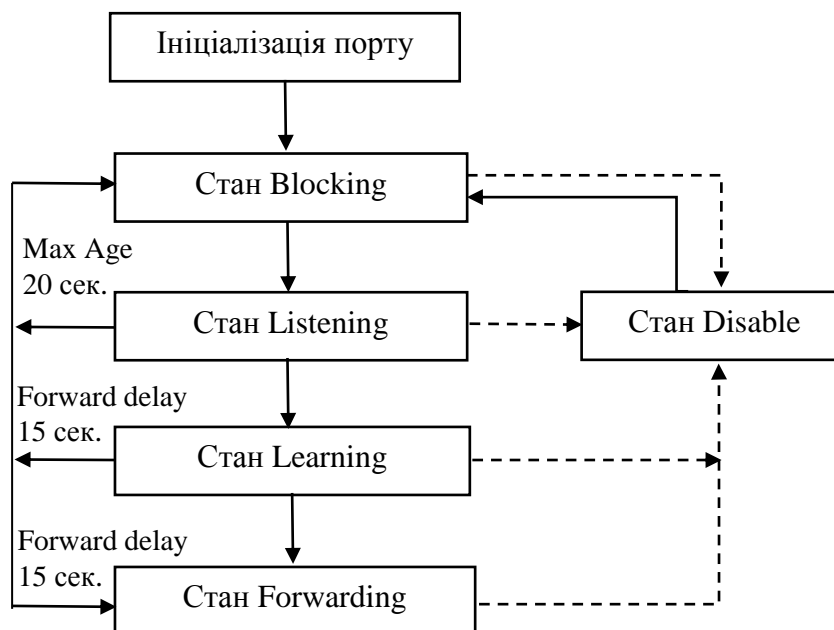 Ініціалізація порту
Стан Blocking
Max Age
20 сек.
Стан Listening
Стан Disable
Forward delay
15 сек.
Стан Learning
Forward delay
15 сек.
Стан Forwarding